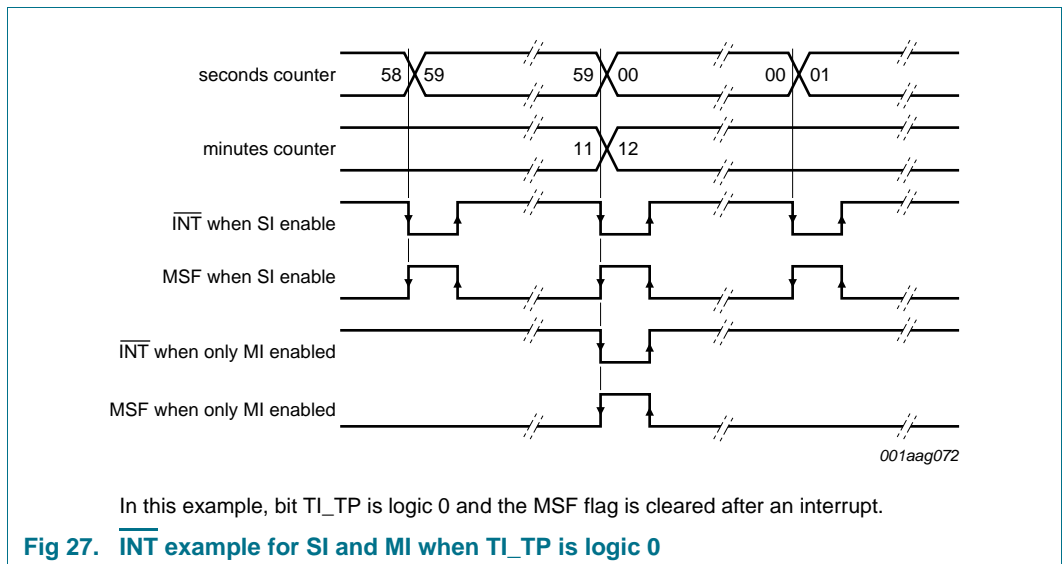 seconds counter 58 59 59 00 00 01
minutes counter 11 12
INT when SI enable
MSF when SI enable
INT when only MI enabled
MSF when only MI enabled
001aag072
In this example, bit TI_TP is logic 0 and the MSF flag is cleared after an interrupt.
Fig 27. INT example for SI and MI when TI_TP is logic 0